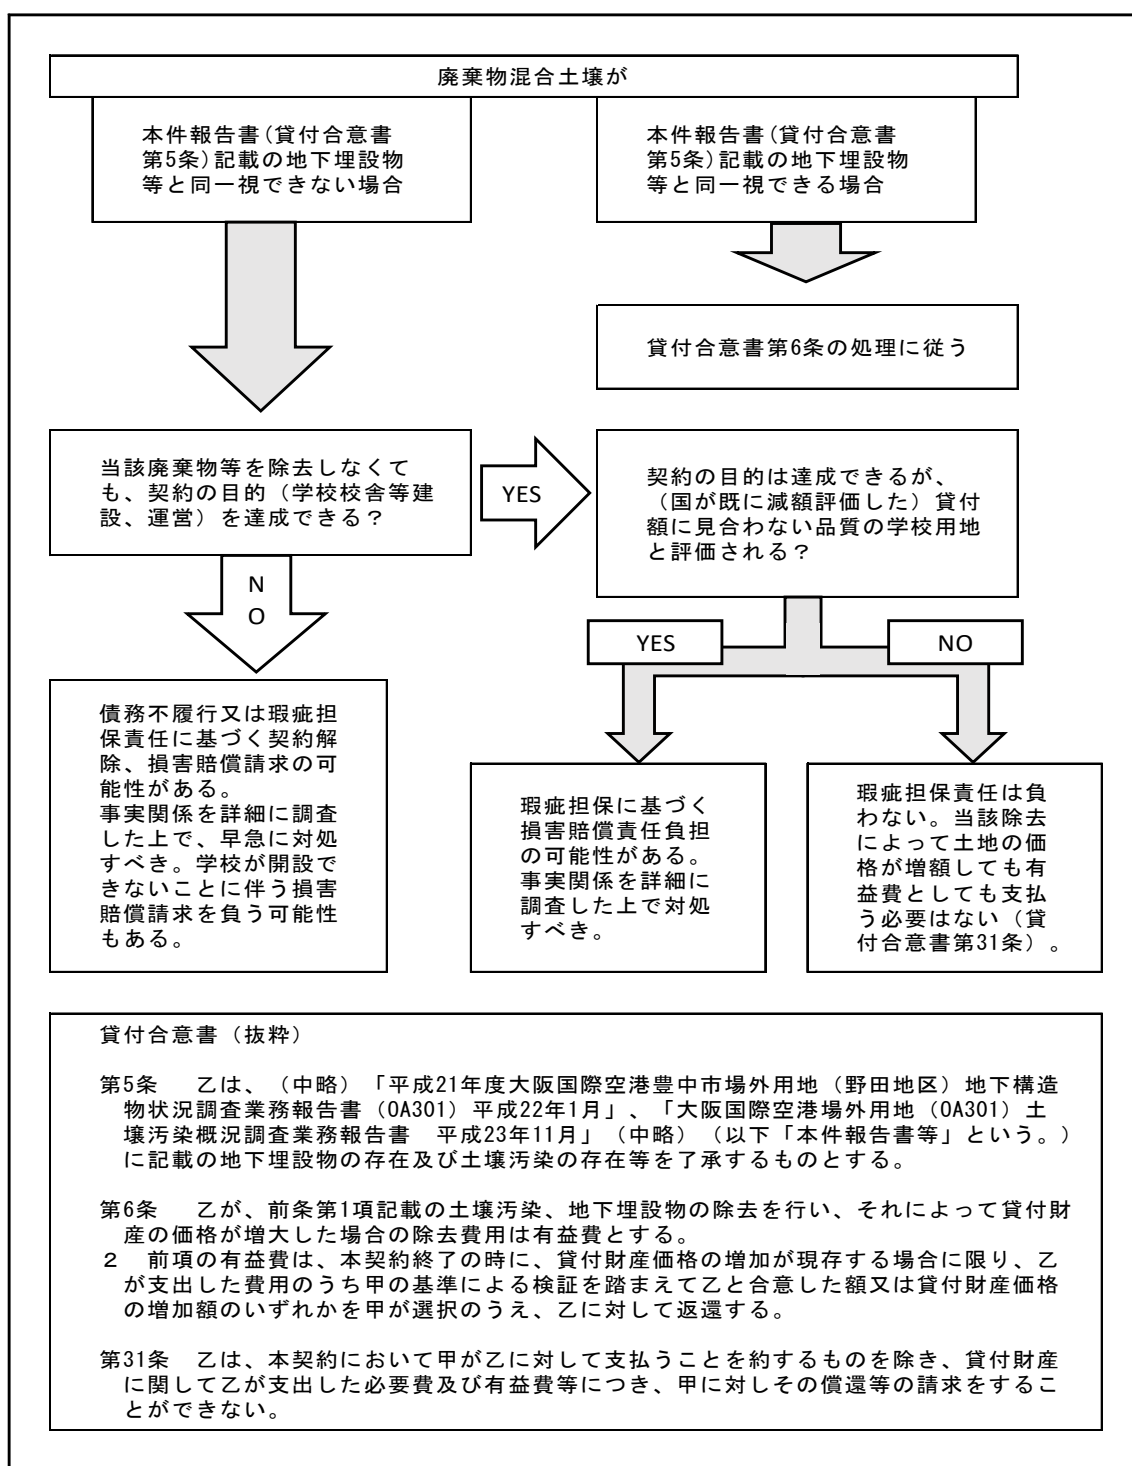 廃棄物混合土壌が
本件報告書(貸付合意書
第5条)記載の地下埋設物
等と同一視できない場合
本件報告書(貸付合意書
第5条)記載の地下埋設物
等と同一視できる場合
貸付合意書第6条の処理に従う
当該廃棄物等を除去しなくて
も、契約の目的（学校校舎等建
設、運営）を達成できる？
YES
契約の目的は達成できるが、
（国が既に減額評価した）貸付
額に見合わない品質の学校用地
と評価される？
N
O
YES
NO
債務不履行又は瑕疵担
保責任に基づく契約解
除、損害賠償請求の可
能性がある。
事実関係を詳細に調査
した上で、早急に対処
すべき。学校が開設で
きないことに伴う損害
賠償請求を負う可能性
もある。
瑕疵担保に基づく
損害賠償責任負担
の可能性がある。
事実関係を詳細に
調査した上で対処
すべき。
瑕疵担保責任は負
わない。当該除去
によって土地の価
格が増額しても有
益費としても支払
う必要はない（貸
付合意書第31条）。
貸付合意書（抜粋）
第5条　乙は、（中略）「平成21年度大阪国際空港豊中市場外用地（野田地区）地下構造
物状況調査業務報告書（OA301）平成22年1月」、「大阪国際空港場外用地（OA301）土
壌汚染概況調査業務報告書　平成23年11月」（中略）（以下「本件報告書等」という。）
に記載の地下埋設物の存在及び土壌汚染の存在等を了承するものとする。
第6条　乙が、前条第1項記載の土壌汚染、地下埋設物の除去を行い、それによって貸付財
産の価格が増大した場合の除去費用は有益費とする。
２　前項の有益費は、本契約終了の時に、貸付財産価格の増加が現存する場合に限り、乙
が支出した費用のうち甲の基準による検証を踏まえて乙と合意した額又は貸付財産価格
の増加額のいずれかを甲が選択のうえ、乙に対して返還する。
第31条　乙は、本契約において甲が乙に対して支払うことを約するものを除き、貸付財産
に関して乙が支出した必要費及び有益費等につき、甲に対しその償還等の請求をするこ
とができない。